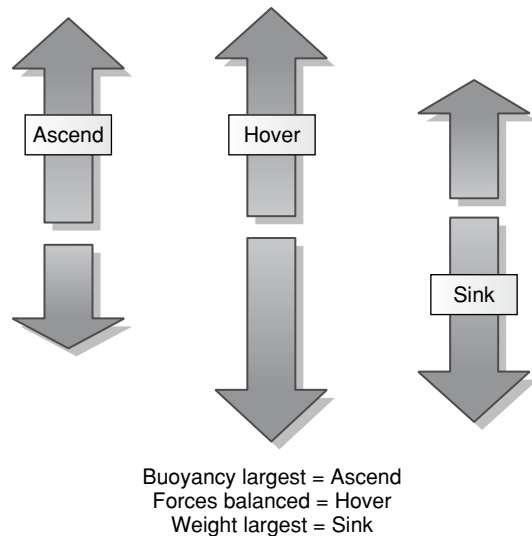 Ascend
Hover
Sink
Buoyancy largest = Ascend
Forces balanced = Hover
Weight largest = Sink